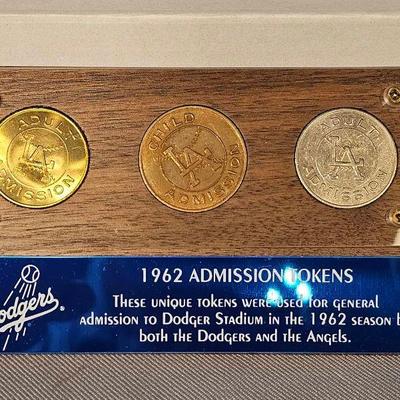 ADULT
LA
ADMISSION
CHILD
LA
ADMISSION
ADULT
LA
ADMISSION
Dodgers
1962 ADMISSION TOKENS
THESE UNIQUE TOKENS WERE USED FOR GENERAL
ADMISSION TO DODGER STADIUM IN THE 1962 SEASON
BOTH THE DODGERS AND THE ANGELS.